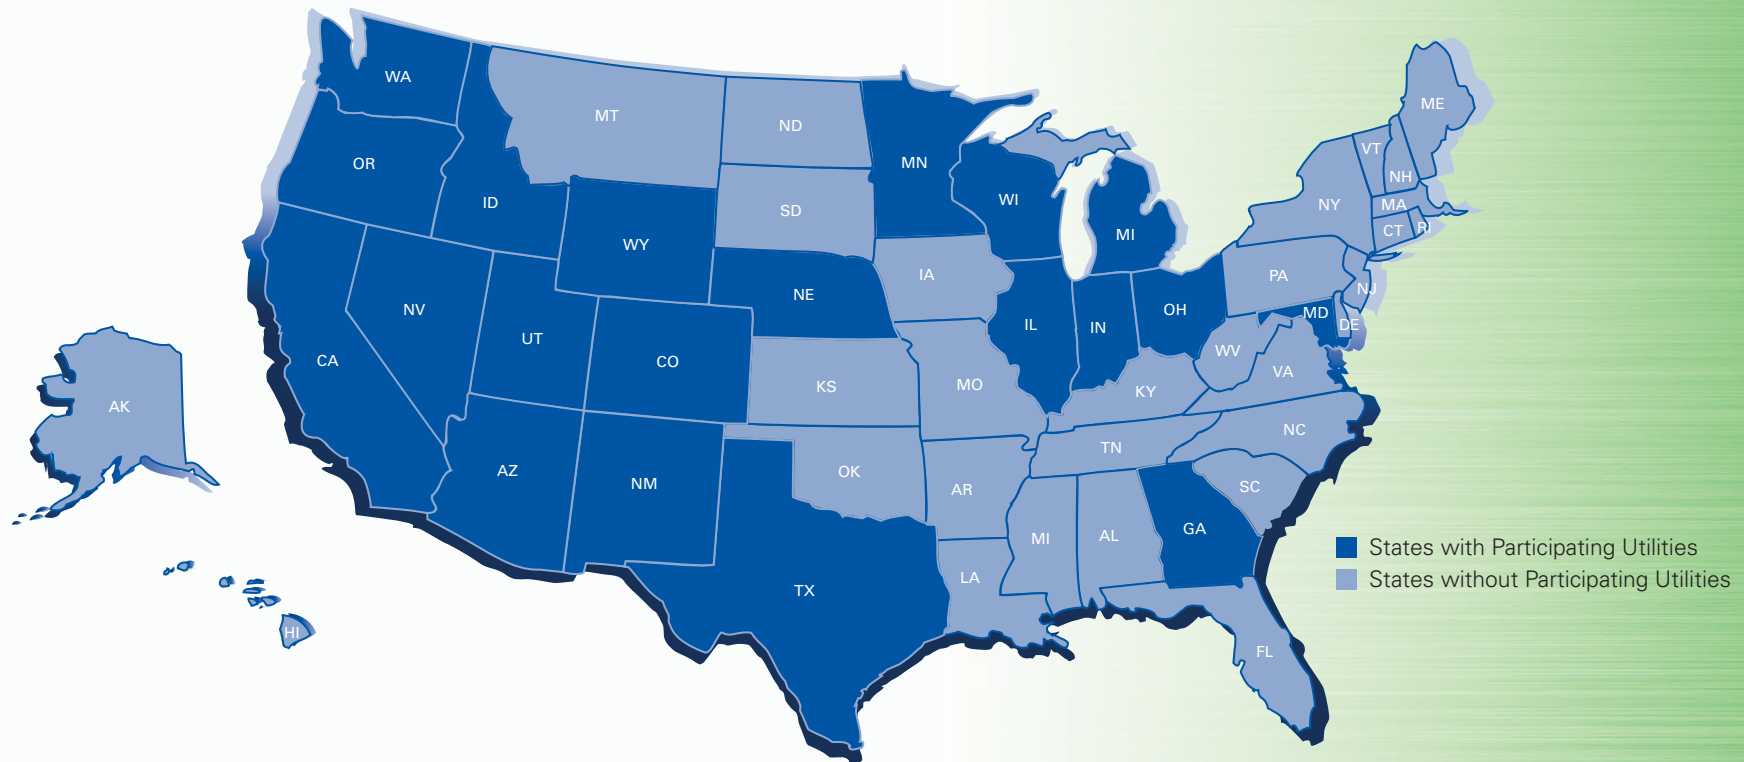 WA
MT
ND
MN
ME
OR
ID
SD
WI
VT
NH
WY
MI
NY
MA
CT
RI
NV
NE
IA
PA
NJ
CA
UT
CO
IL
IN
OH
MD
DE
AK
KS
MO
WV
VA
KY
AZ
NM
OK
AR
TN
NC
SC
TX
LA
MI
AL
GA
HI
FL
States with Participating Utilities
States without Participating Utilities